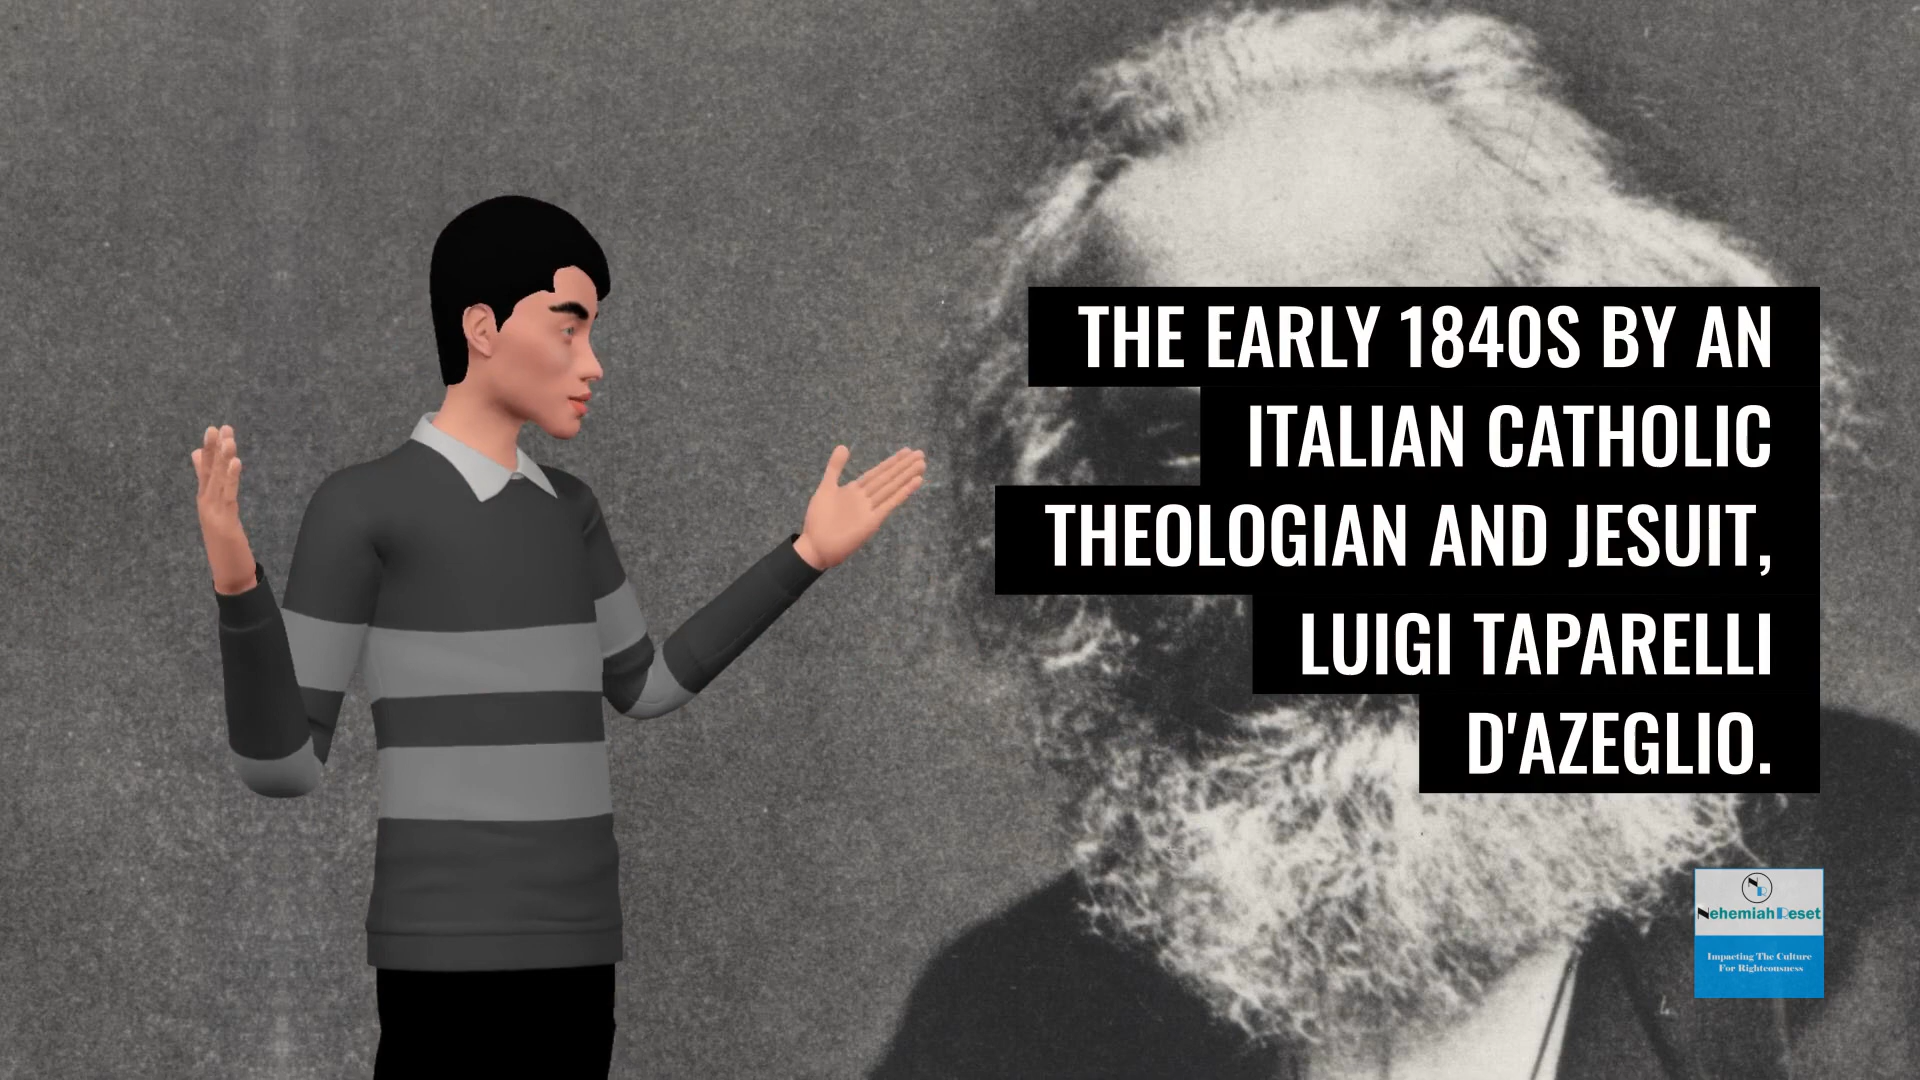 THE EARLY 1840S BY AN
ITALIAN CATHOLIC
THEOLOGIAN AND JESUIT,
LUIGI TAPARELLI
D'AZEGLIO.
NR
NehemiahReset
Impacting The Culture
For Righteousness